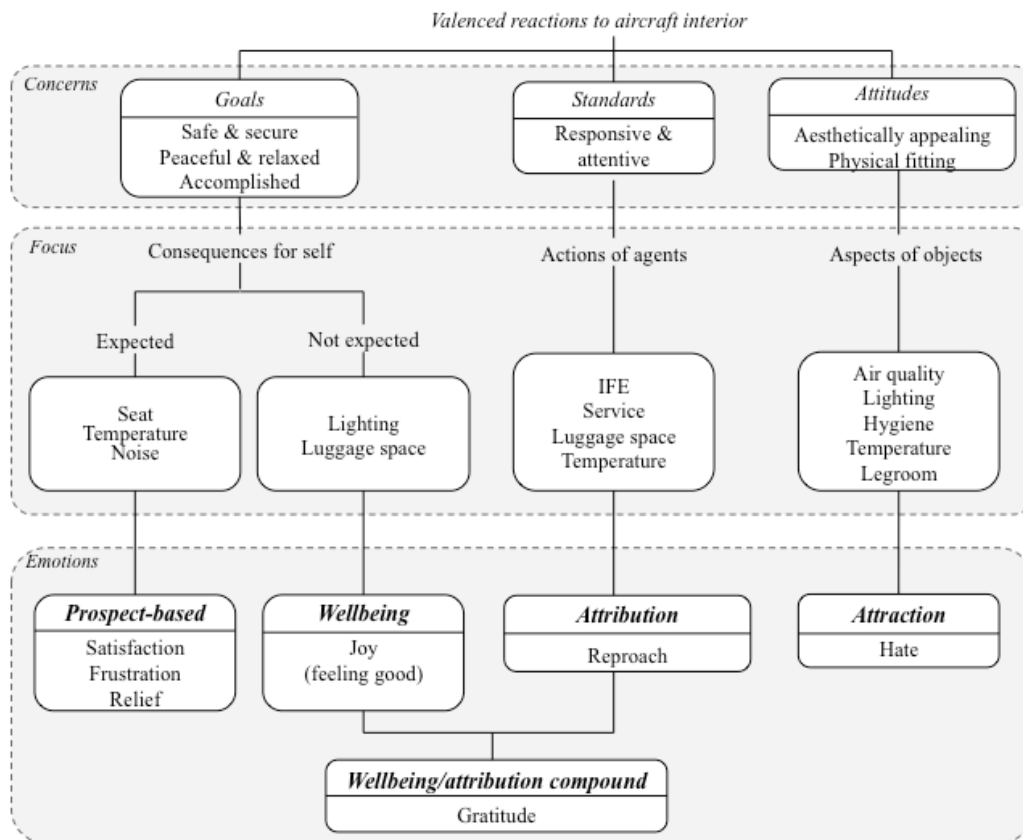 Valenced reactions to aircraft interior
Concerns
Goals
Safe & secure
Peaceful & relaxed
Accomplished
Standards
Responsive &
attentive
Attitudes
Aesthetically appealing
Physical fitting
Focus
Consequences for self
Actions of agents
Aspects of objects
Expected
Not expected
Seat
Temperature
Noise
Lighting
Luggage space
IFE
Service
Luggage space
Temperature
Air quality
Lighting
Hygiene
Temperature
Legroom
Emotions
Prospect-based
Satisfaction
Frustration
Relief
Wellbeing
Joy
(feeling good)
Attribution
Reproach
Attraction
Hate
Wellbeing/attribution compound
Gratitude